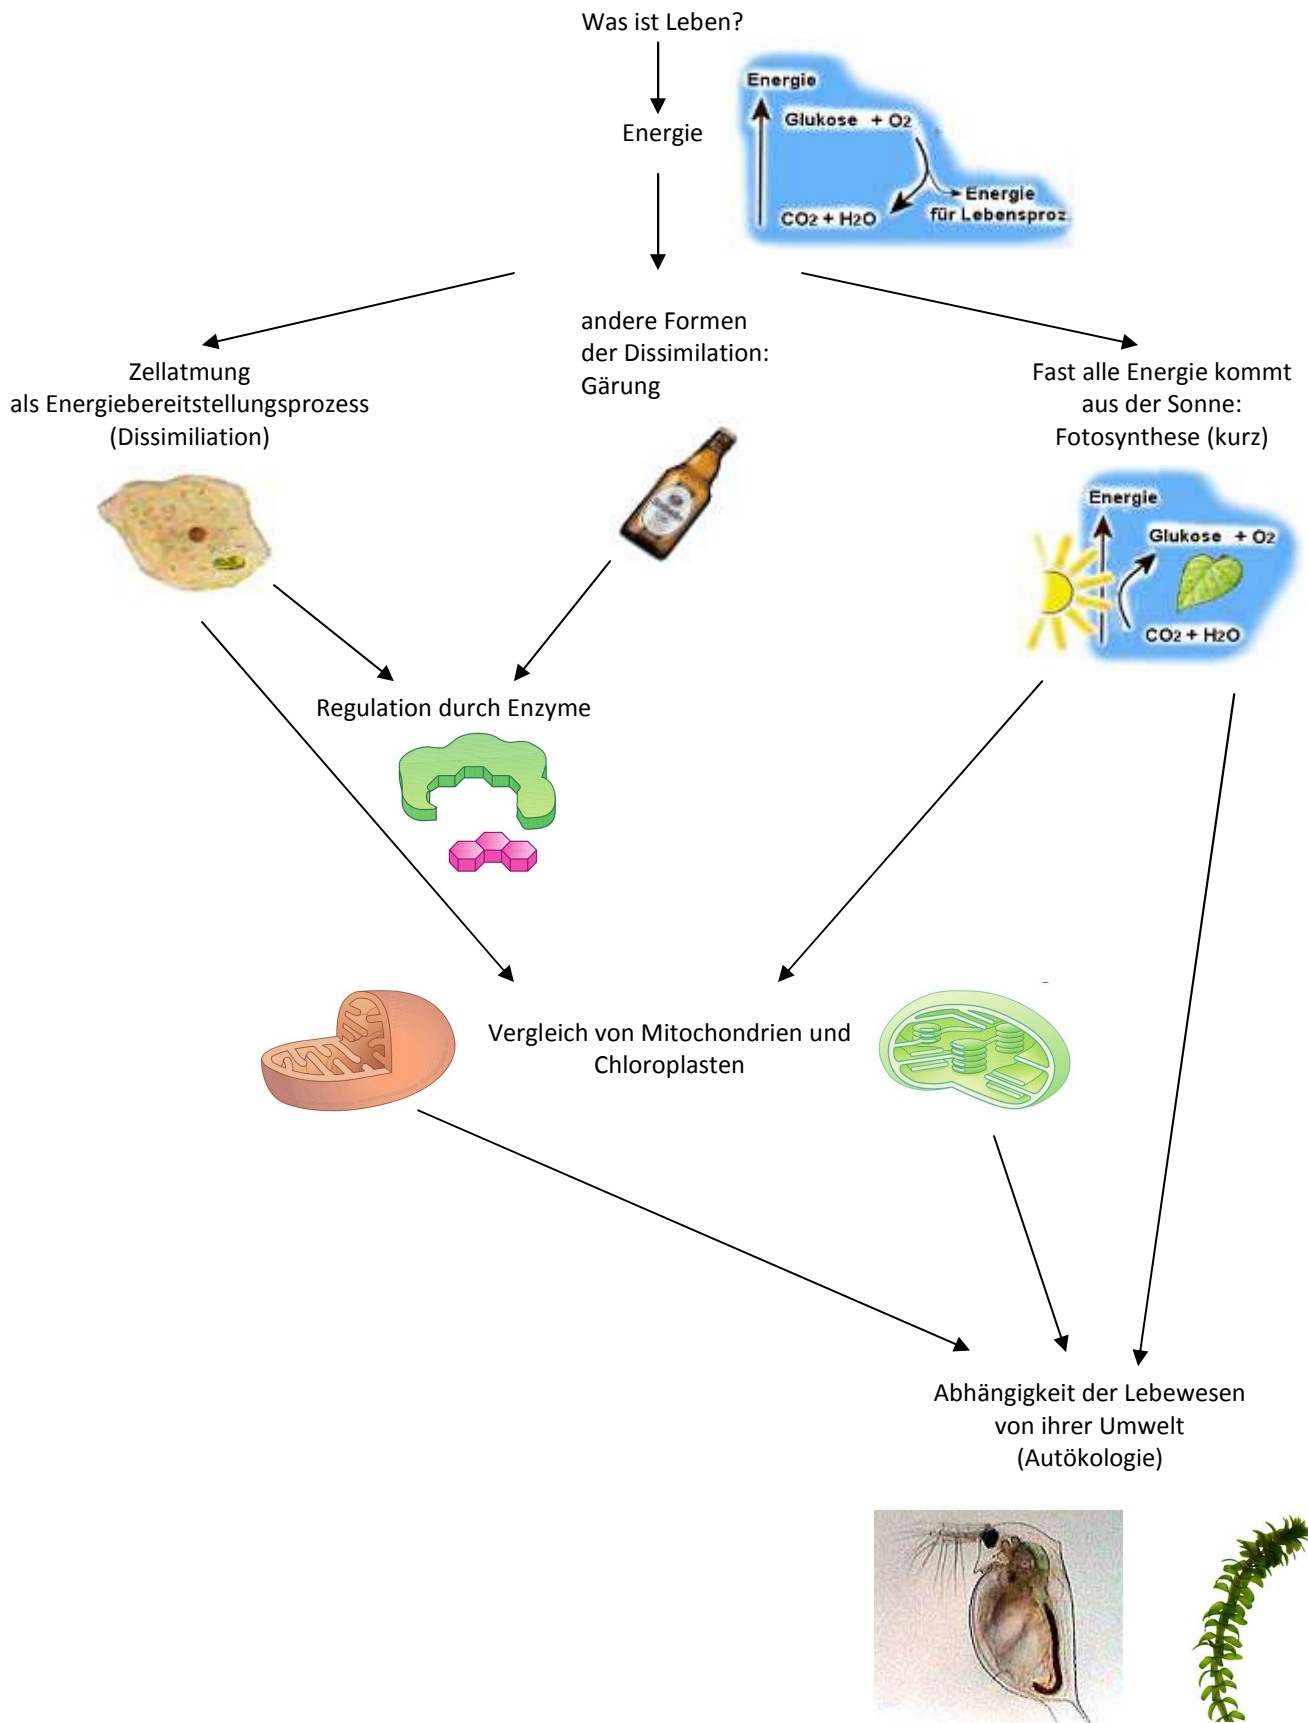 Was ist Leben?
Energie
Energie
Glukose + O2
CO2 + H2O
Energie
für Lebensproz.
andere Formen
der Dissimilation:
Gärung
Zellatmung
als Energiebereitstellungsprozess
(Dissimiliation)
Fast alle Energie kommt
aus der Sonne:
Fotosynthese (kurz)
Energie
Glukose + O2
CO2 + H2O
Regulation durch Enzyme
Vergleich von Mitochondrien und
Chloroplasten
Abhängigkeit der Lebewesen
von ihrer Umwelt
(Autökologie)